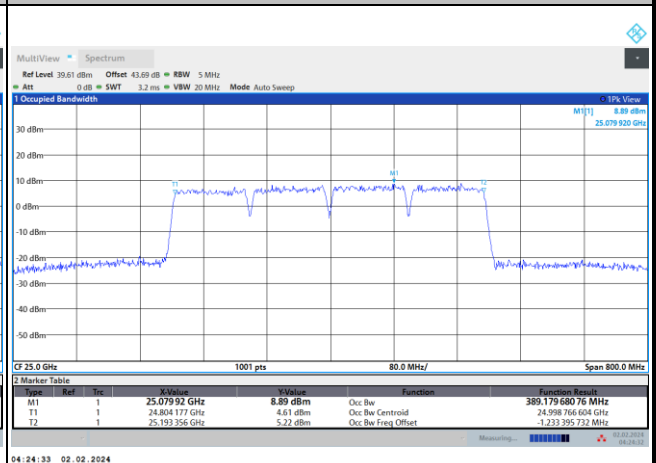 MultiView Spectrum
Ref Level 39.61 dBm Offset 43.69 dB RBW 5 MHz
Att 0 dB SWT 3.2 ms VBW 20 MHz Mode Auto Sweep
1 Occupied Bandwidth 1Pk View
M1[1] 8.89 dBm
25.079 920 GHz
30 dBm
20 dBm
M1
10 dBm T1 T2
0 dBm
-10 dBm
-20 dBm
-30 dBm
-40 dBm
-50 dBm
CF 25.0 GHz 1001 pts 80.0 MHz/ Span 800.0 MHz
2 Marker Table
Type Ref Trc X-Value Y-Value Function Function Result
M1 1 25.079 92 GHz 8.89 dBm Occ Bw 389.179 680 76 MHz
T1 1 24.804 177 GHz 4.61 dBm Occ Bw Centroid 24.998 766 604 GHz
T2 1 25.193 356 GHz 5.22 dBm Occ Bw Freq Offset -1.233 395 732 MHz
Measuring... 02.02.2024
04:24:32
04:24:33 02.02.2024